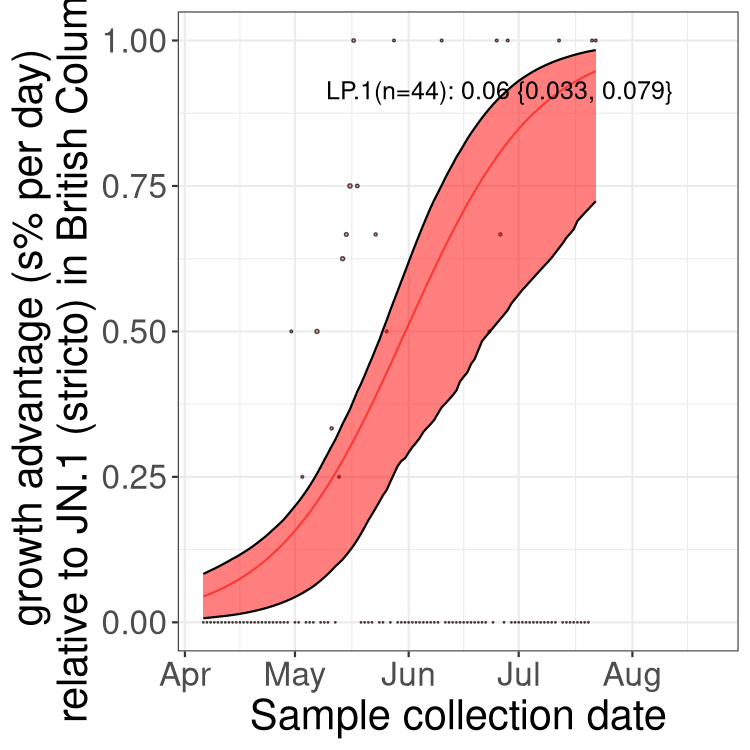 growth advantage (s% per day)
relative to JN.1 (stricto) in British Colum
1.00
0.75
0.50
0.25
0.00
LP.1(n=44): 0.06 {0.033, 0.079}
Apr May Jun Jul Aug
Sample collection date